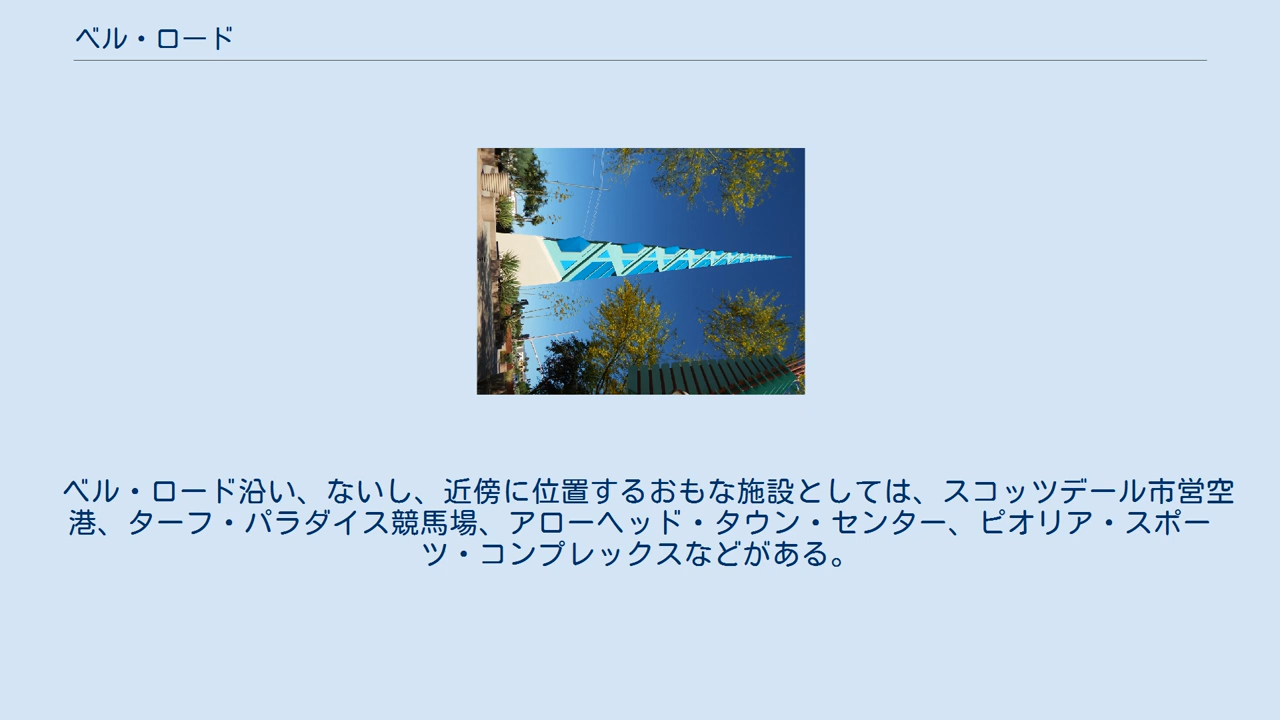 ベル・ロード
ベル・ロード沿い、ないし、近傍に位置するおもな施設としては、スコッツデール市営空
港、ターフ・パラダイス競馬場、アローヘッド・タウン・センター、ピオリア・スポー
ツ・コンプレックスなどがある。